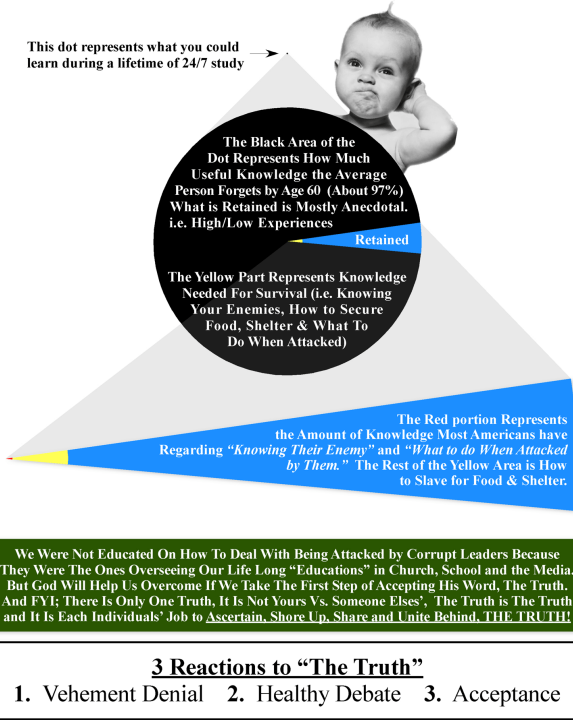 This dot represents what you could
learn during a lifetime of 24/7 study
The Black Area of the
Dot Represents How Much
Useful Knowledge the Average
Person Forgets by Age 60 (About 97%)
What is Retained is Mostly Anecdotal.
i.e. High/Low Experiences
Retained
The Yellow Part Represents Knowledge
Needed For Survival (i.e. Knowing
Your Enemies, How to Secure
Food, Shelter & What To
Do When Attacked)
The Red portion Represents
the Amount of Knowledge Most Americans have
Regarding “Knowing Their Enemy” and “What to do When Attacked
by Them.” The Rest of the Yellow Area is How
to Slave for Food & Shelter.
We Were Not Educated On How To Deal With Being Attacked by Corrupt Leaders Because
They Were The Ones Overseeing Our Life Long “Educations” in Church, School and the Media.
But God Will Help Us Overcome If We Take The First Step of Accepting His Word, The Truth.
And FYI; There Is Only One Truth, It Is Not Yours Vs. Someone Elses’, The Truth is The Truth
and It Is Each Individuals’ Job to Ascertain, Shore Up, Share and Unite Behind, THE TRUTH!
3 Reactions to “The Truth”
1. Vehement Denial 2. Healthy Debate 3. Acceptance